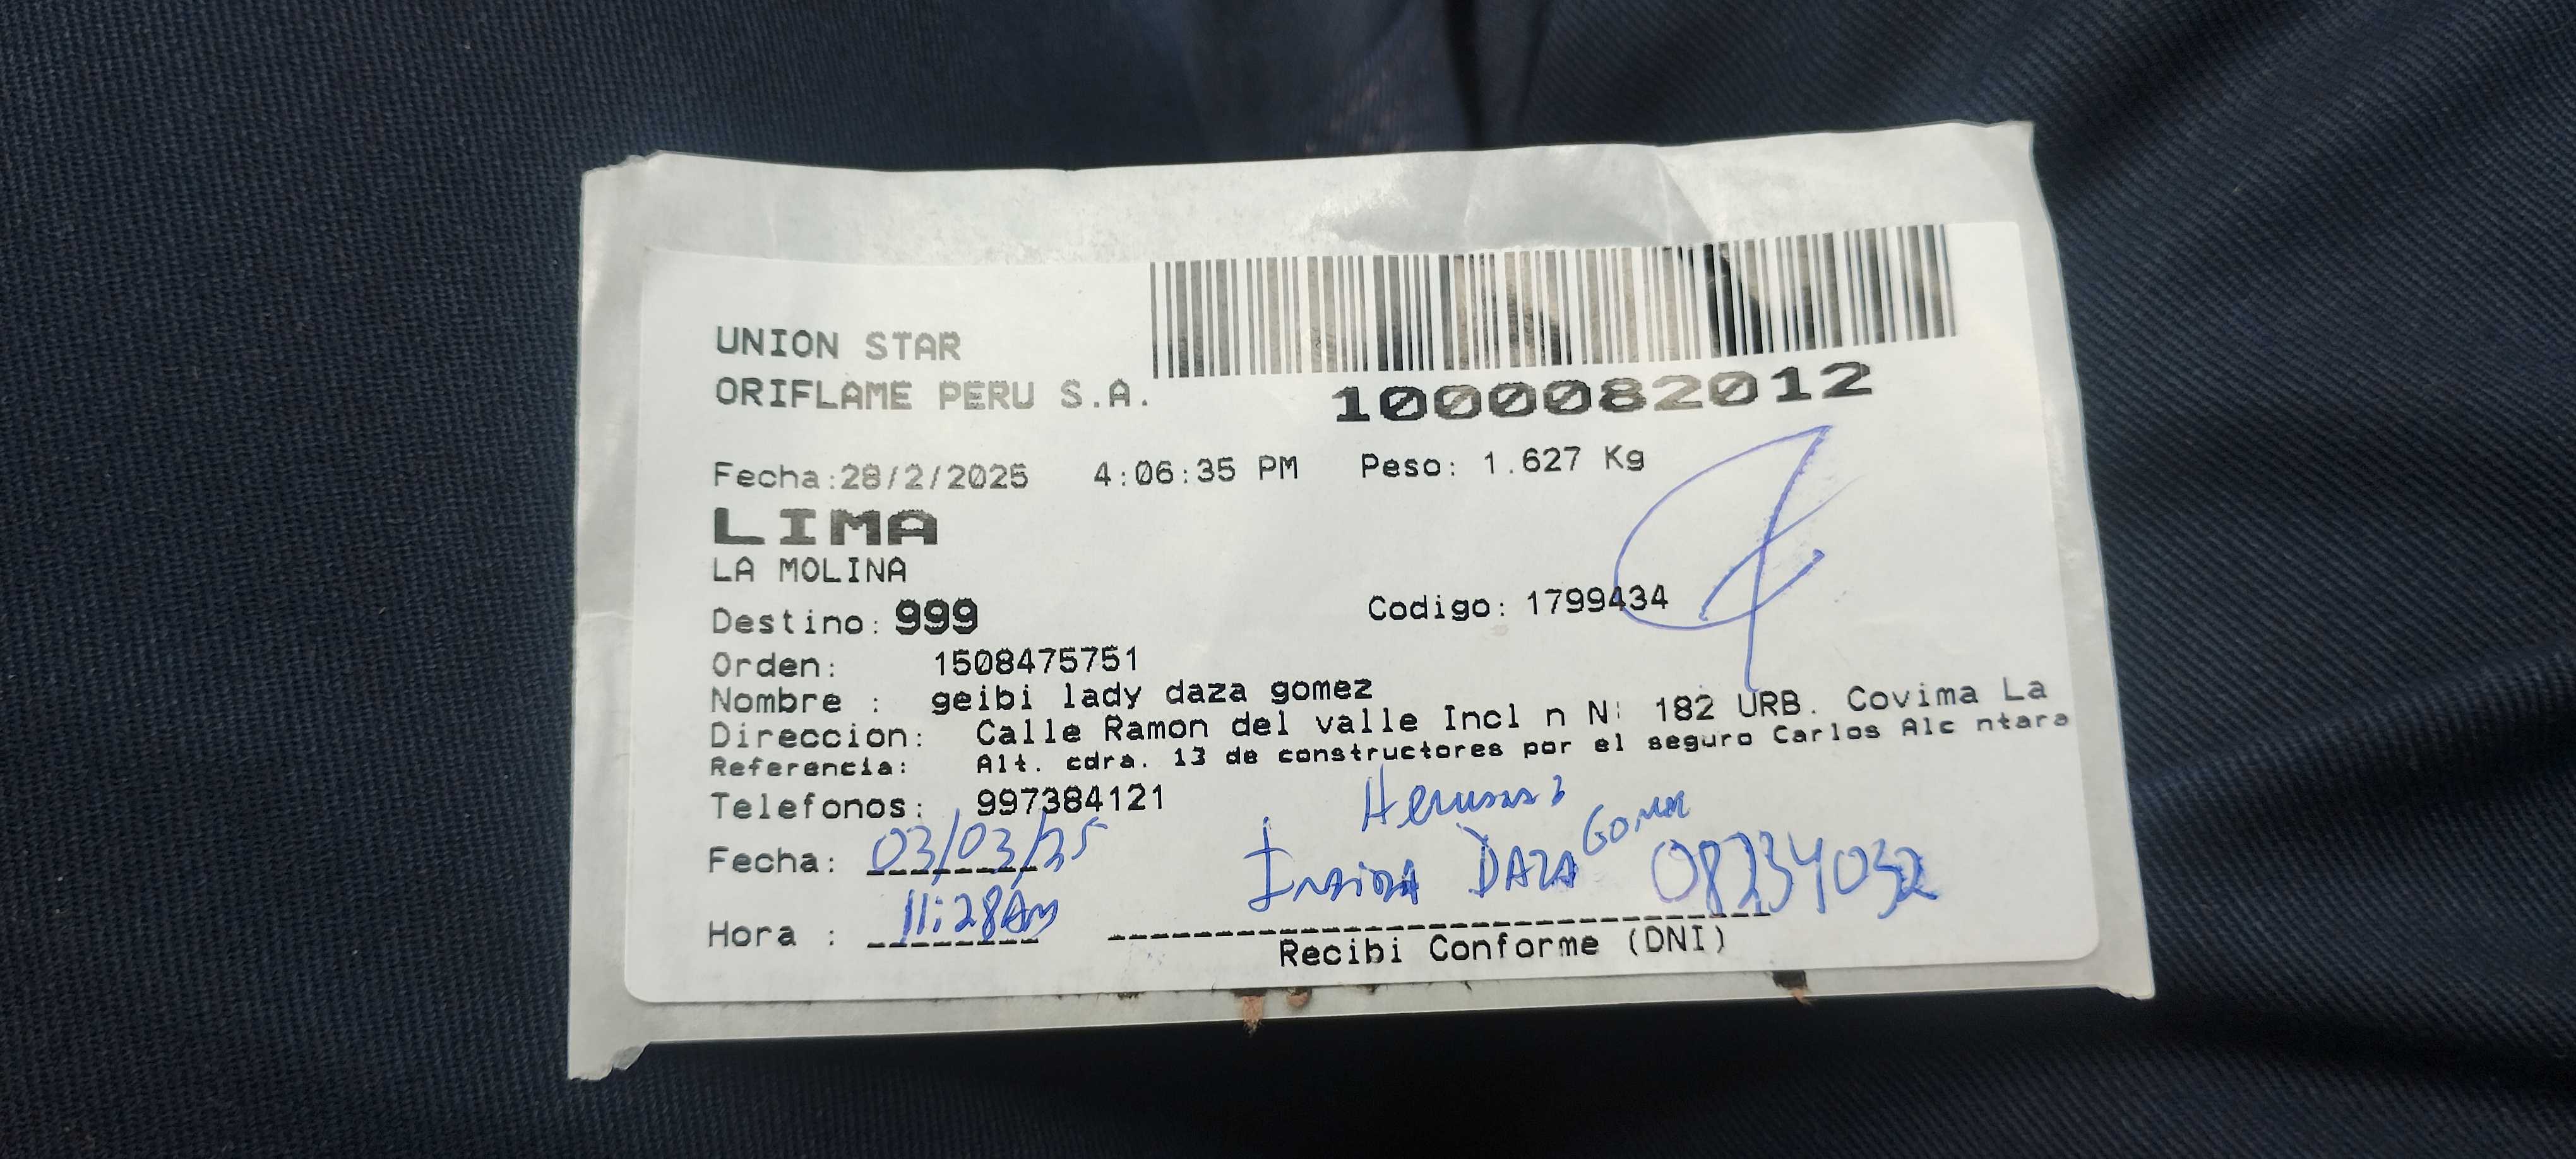 UNION STAR
ORIFLAME PERU S.A.
1000082012
Fecha:28/2/2025 4:06:35 PM Peso: 1.627 Kg
LIMA
LA MOLINA
Destino: 999 Codigo: 1799434
Orden: 1508475751
Nombre : geibi lady daza gomez
Direccion: Calle Ramon del valle Incl n N: 182 URB. Covima La
Referencia: Alt. cdra. 13 de constructores por el seguro Carlos Alc ntara
Telefonos: 997384121
Fecha: 03/03/25
DAZA 08234032
Hora : 11:28AM
Recibi Conforme (DNI)